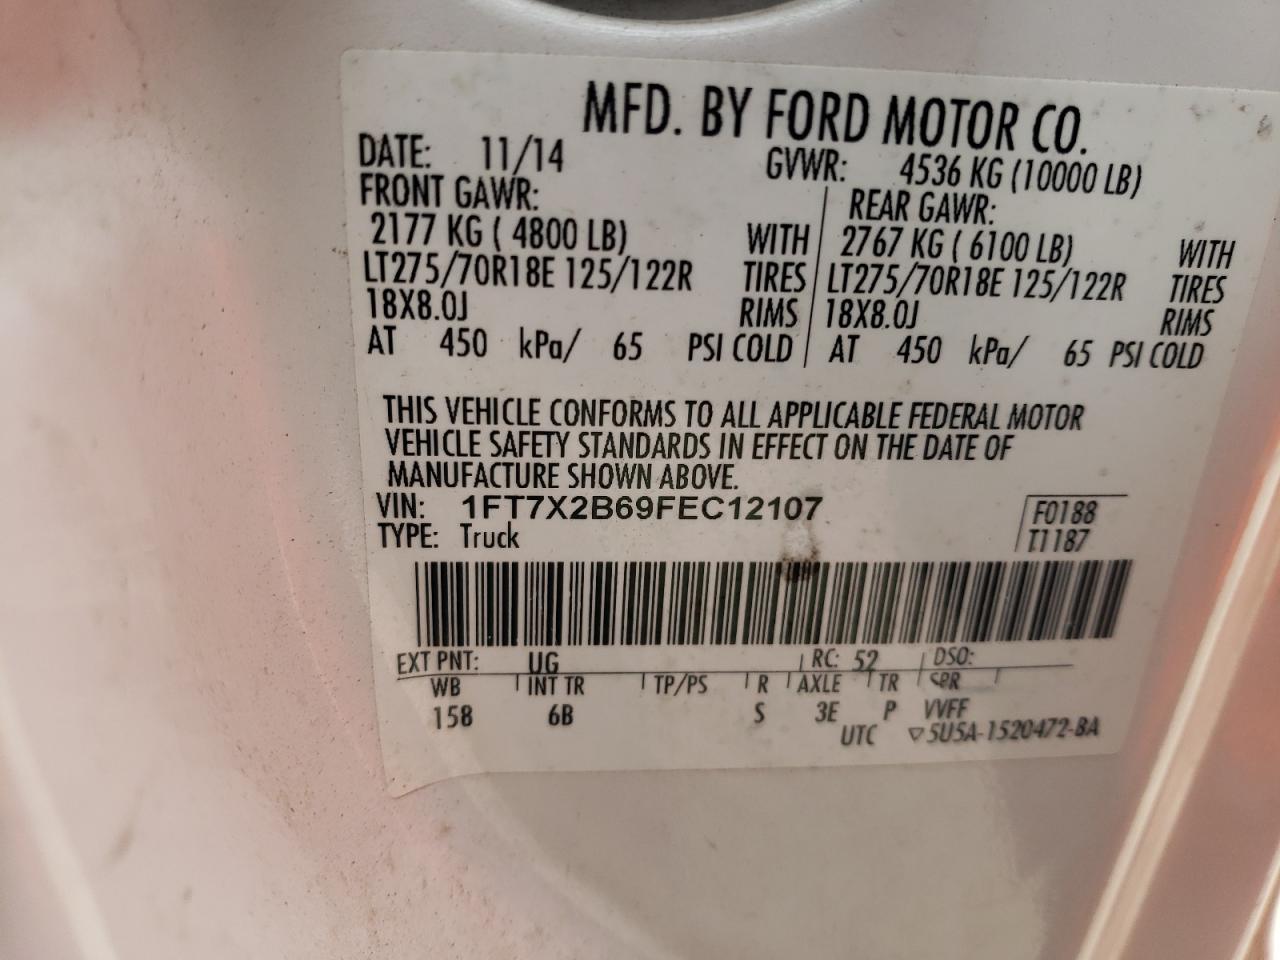 MFD. BY FORD MOTOR CO.
DATE: 11/14 GVWR: 4536 KG (10000 LB)
FRONT GAWR: REAR GAWR:
2177 KG ( 4800 LB) WITH 2767 KG ( 6100 LB) WITH
LT275/70R18E 125/122R TIRES LT275/70R18E 125/122R TIRES
18X8.0J RIMS 18X8.0J RIMS
AT 450 kPa/ 65 PSI COLD AT 450 kPa/ 65 PSI COLD
THIS VEHICLE CONFORMS TO ALL APPLICABLE FEDERAL MOTOR
VEHICLE SAFETY STANDARDS IN EFFECT ON THE DATE OF
MANUFACTURE SHOWN ABOVE.
VIN: 1FT7X2B69FEC12107 F0188
TYPE: Truck T1187
EXT PNT: UG RC: 52 DSO:
WB INT TR TP/PS R AXLE TR SPR
158 6B S 3E P VVFF
UTC ▽5U5A-1520472-BA